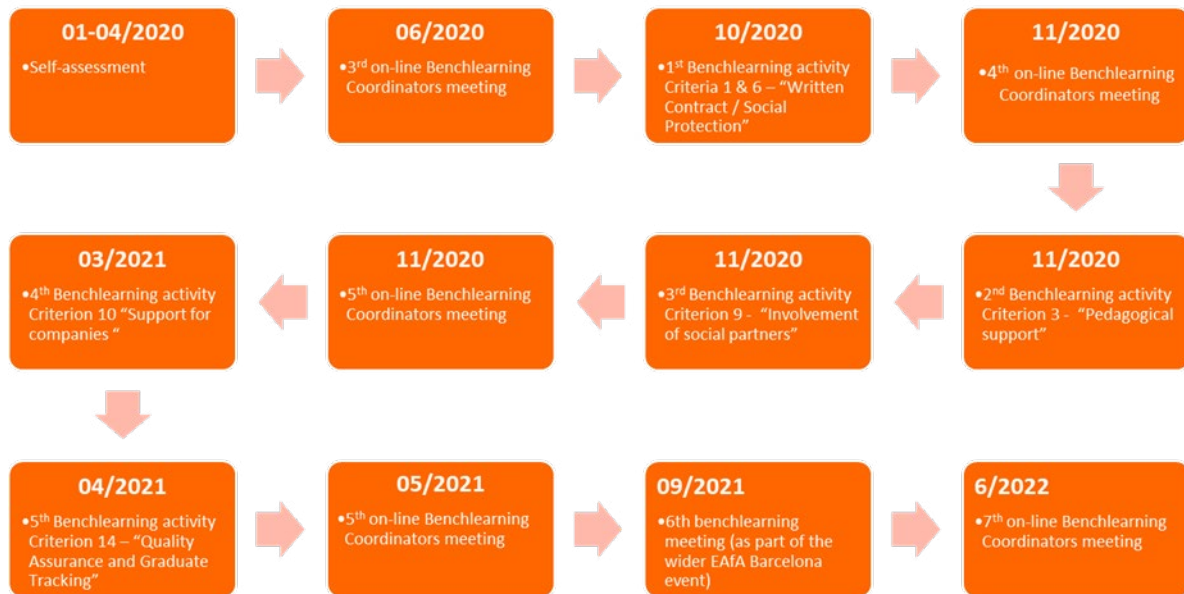 01-04/2020
•Self-assessment
06/2020
•3rd on-line Benchlearning
Coordinators meeting
10/2020
•1st Benchlearning activity
Criteria 1 & 6 – “Written
Contract / Social
Protection”
11/2020
•4th on-line Benchlearning
Coordinators meeting
11/2020
•2nd Benchlearning activity
Criterion 3 - “Pedagogical
support”
11/2020
•3rd Benchlearning activity
Criterion 9 - “Involvement
of social partners”
11/2020
•5th on-line Benchlearning
Coordinators meeting
03/2021
•4th Benchlearning activity
Criterion 10 “Support for
companies “
04/2021
•5th Benchlearning activity
Criterion 14 – “Quality
Assurance and Graduate
Tracking”
05/2021
•5th on-line Benchlearning
Coordinators meeting
09/2021
•6th benchlearning
meeting (as part of the
wider EAfA Barcelona
event)
6/2022
•7th on-line Benchlearning
Coordinators meeting